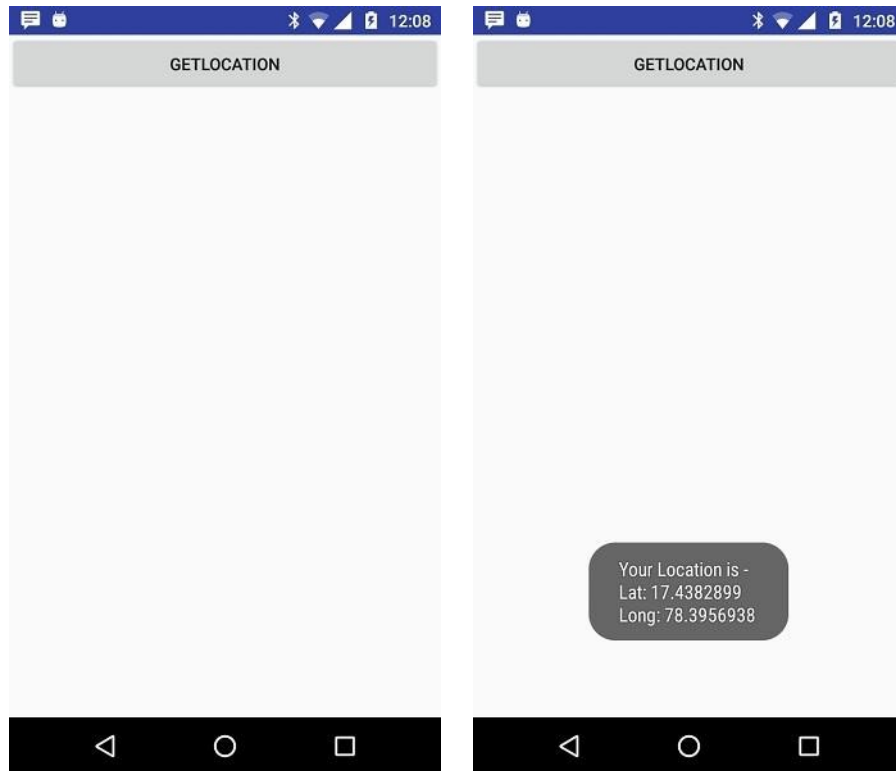 12:08
GETLOCATION
12:08
GETLOCATION
Your Location is -
Lat: 17.4382899
Long: 78.3956938